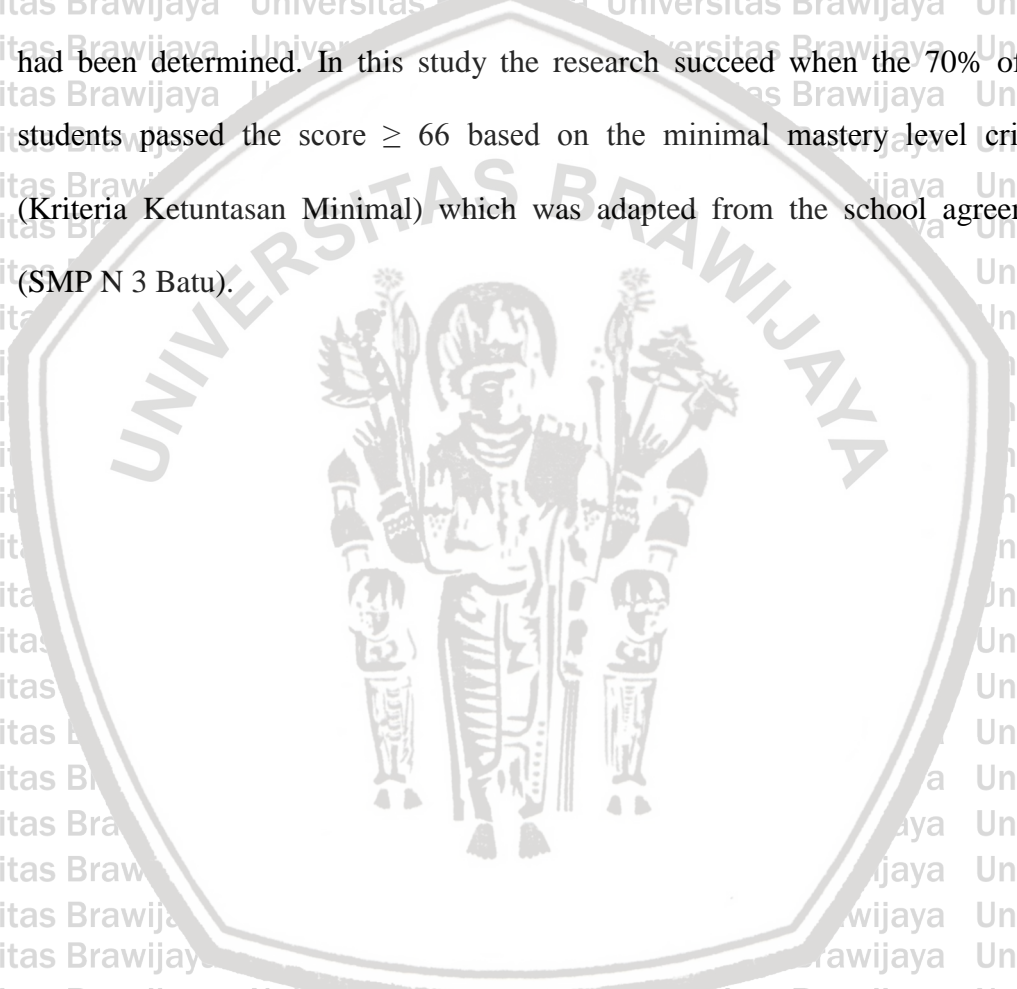 had been determined. In this study the research succeed when the 70% of
students passed the score ≥ 66 based on the minimal mastery level cri
(Kriteria Ketuntasan Minimal) which was adapted from the school agreer
(SMP N 3 Batu).
UNIVERSITAS BRAWIJAYA